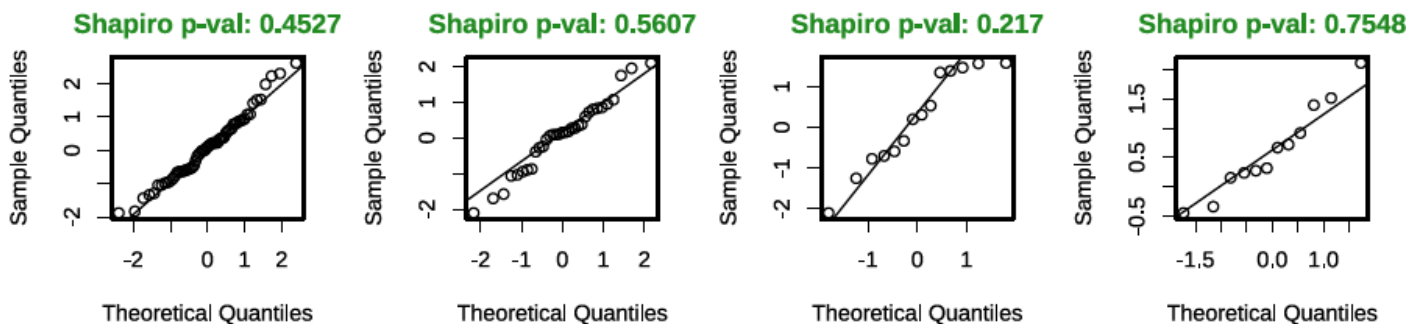 Shapiro p-val: 0.4527
Sample Quantiles
2
1
0
-2
-2
0
1
2
Theoretical Quantiles
Shapiro p-val: 0.5607
Sample Quantiles
2
1
0
-2
-2
-1
0
1
2
Theoretical Quantiles
Shapiro p-val: 0.217
Sample Quantiles
1
0
-1
-2
-1
0
1
Theoretical Quantiles
Shapiro p-val: 0.7548
Sample Quantiles
1.5
0.5
-0.5
-1.5
0.0
1.0
Theoretical Quantiles